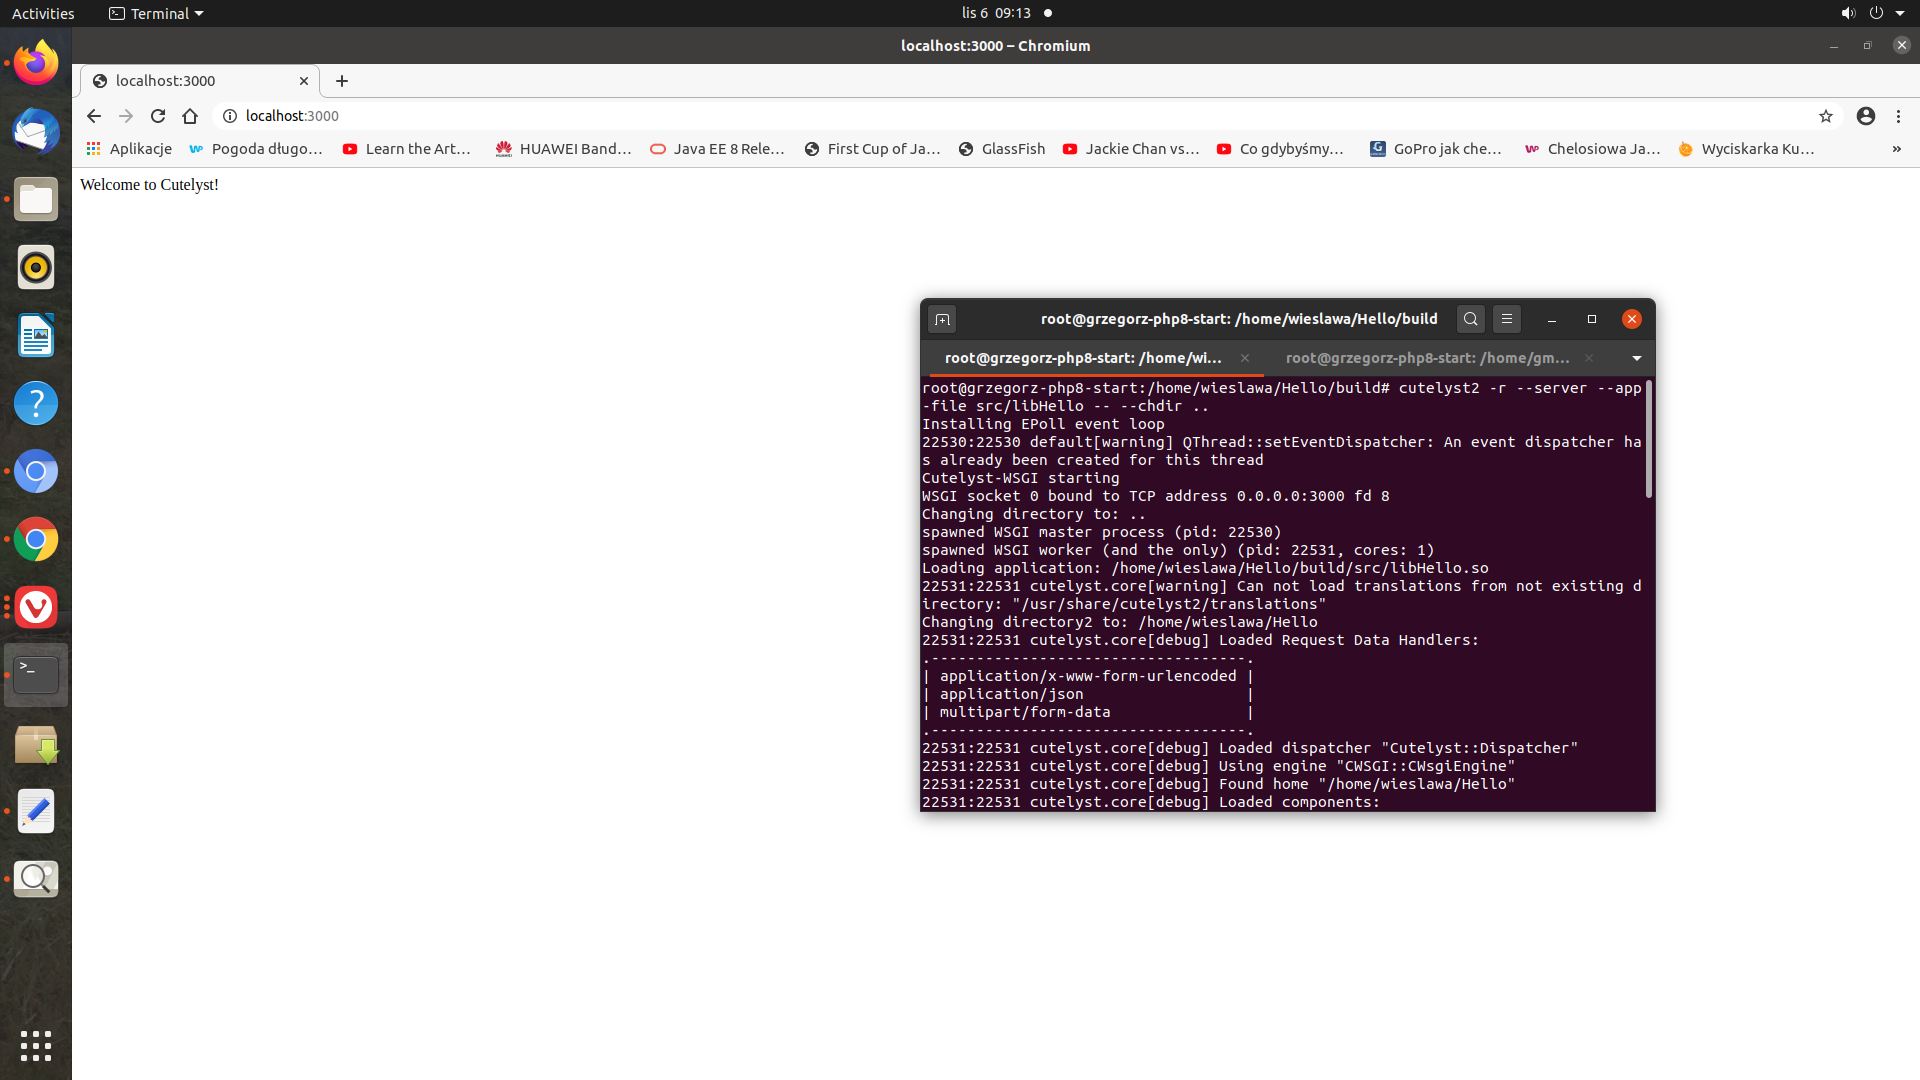 Activities
Terminal
lis 6 09:13
localhost:3000 – Chromium
localhost:3000
localhost:3000
Aplikacje
Pogoda długo…
Learn the Art…
HUAWEI Band…
Java EE 8 Rele…
First Cup of Ja…
GlassFish
Jackie Chan vs…
Co gdybyśmy…
GoPro jak che…
Chelosiowa Ja…
Wyciskarka Ku…
»
Welcome to Cutelyst!
root@grzegorz-php8-start: /home/wieslawa/Hello/build
root@grzegorz-php8-start: /home/wi…
root@grzegorz-php8-start: /home/gm…
root@grzegorz-php8-start:/home/wieslawa/Hello/build# cutelyst2 -r --server --app
-file src/libHello -- --chdir ..
Installing EPoll event loop
22530:22530 default[warning] QThread::setEventDispatcher: An event dispatcher ha
s already been created for this thread
Cutelyst-WSGI starting
WSGI socket 0 bound to TCP address 0.0.0.0:3000 fd 8
Changing directory to: ..
spawned WSGI master process (pid: 22530)
spawned WSGI worker (and the only) (pid: 22531, cores: 1)
Loading application: /home/wieslawa/Hello/build/src/libHello.so
22531:22531 cutelyst.core[warning] Can not load translations from not existing d
irectory: "/usr/share/cutelyst2/translations"
Changing directory2 to: /home/wieslawa/Hello
22531:22531 cutelyst.core[debug] Loaded Request Data Handlers:
.-----------------------------------.
| application/x-www-form-urlencoded |
| application/json                  |
| multipart/form-data               |
.-----------------------------------.
22531:22531 cutelyst.core[debug] Loaded dispatcher "Cutelyst::Dispatcher"
22531:22531 cutelyst.core[debug] Using engine "CWSGI::CWsgiEngine"
22531:22531 cutelyst.core[debug] Found home "/home/wieslawa/Hello"
22531:22531 cutelyst.core[debug] Loaded components: